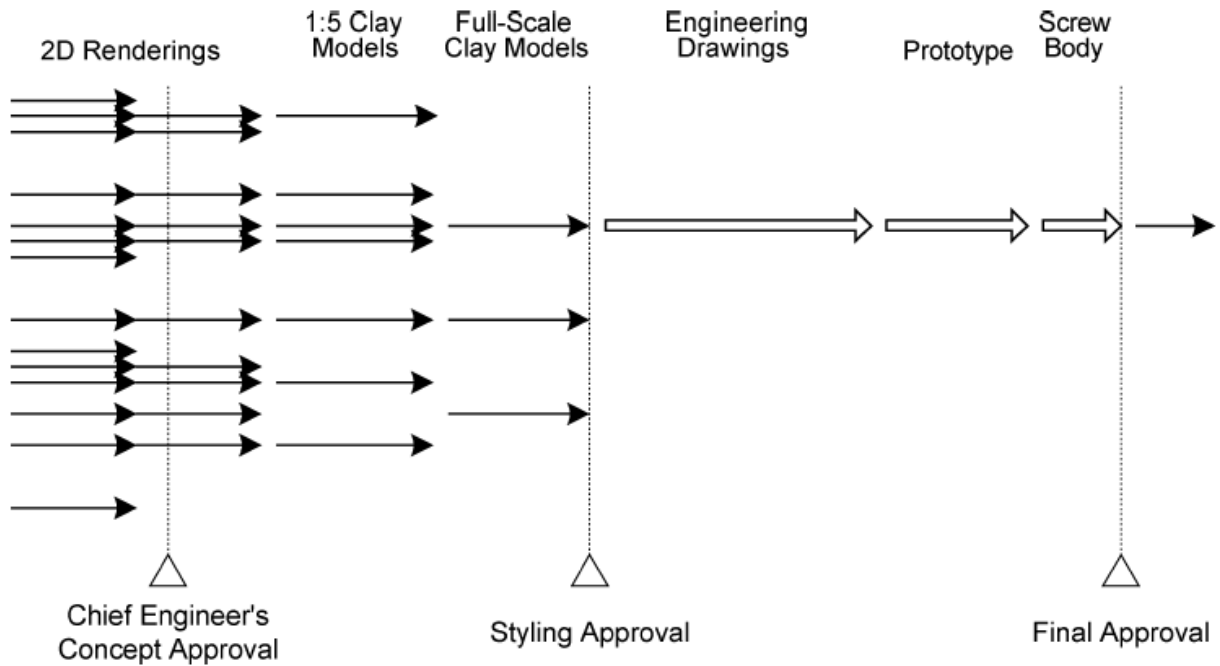 2D Renderings
1:5 Clay
Models
Full-Scale
Clay Models
Engineering
Drawings
Prototype
Screw
Body
Chief Engineer's
Concept Approval
Styling Approval
Final Approval